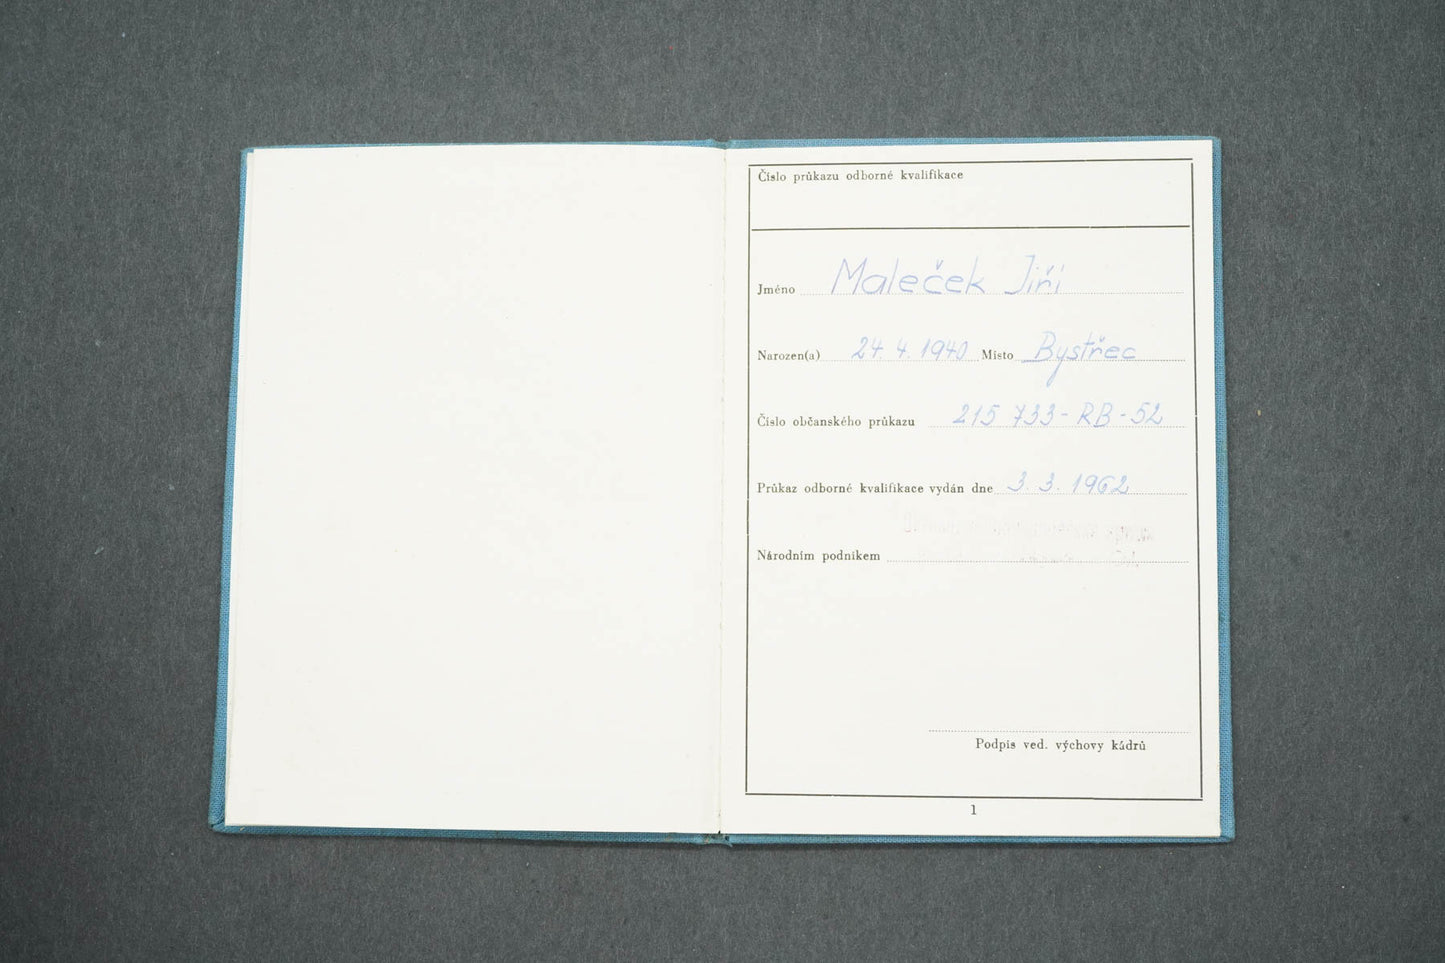 Číslo průkazu odborné kvalifikace
Jméno Maleček Jiří
Narozen(a) 24. 4. 1940 Místo Bystřec
Číslo občanského průkazu 215 733-RB-52
Průkaz odborné kvalifikace vydán dne 3. 3. 1962
Národním podnikem
Podpis ved. výchovy kádrů
1